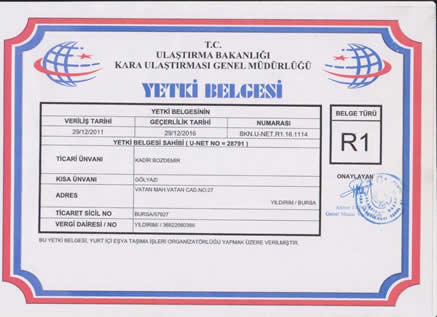 T.C.
ULAŞTIRMA BAKANLIĞI
KARA ULAŞTIRMASI GENEL MÜDÜRLÜĞÜ
YETKİ BELGESİ
YETKİ BELGESİNİN
VERİLİŞ TARİHİ GEÇERLİLİK TARİHİ NUMARASI
29/12/2011 29/12/2016 BKN.U-NET.R1.16.1114
YETKİ BELGESİ SAHİBİ ( U-NET NO = 28791 )
TİCARİ ÜNVANI KADİR BOZDEMİR
KISA ÜNVANI GÖLYAZI
ADRES VATAN MAH.VATAN CAD.NO:27
YILDIRIM / BURSA
TİCARET SİCİL NO BURSA/57927
VERGİ DAİRESİ / NO YILDIRIM /
BELGE TÜRÜ
R1
ONAYLAYAN
BU YETKİ BELGESİ, YURT İÇİ EŞYA TAŞIMA İŞLERİ ORGANİZATÖRLÜĞÜ YAPMAK ÜZERE VERİLMİŞTİR.